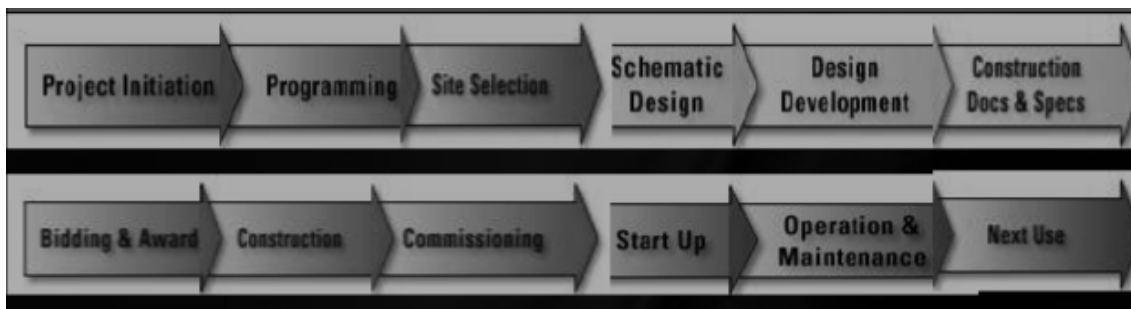 Project Initiation
Programming
Site Selection
Schematic
Design
Design
Development
Construction
Docs & Specs
Bidding & Award
Construction
Commissioning
Start Up
Operation &
Maintenance
Next Use